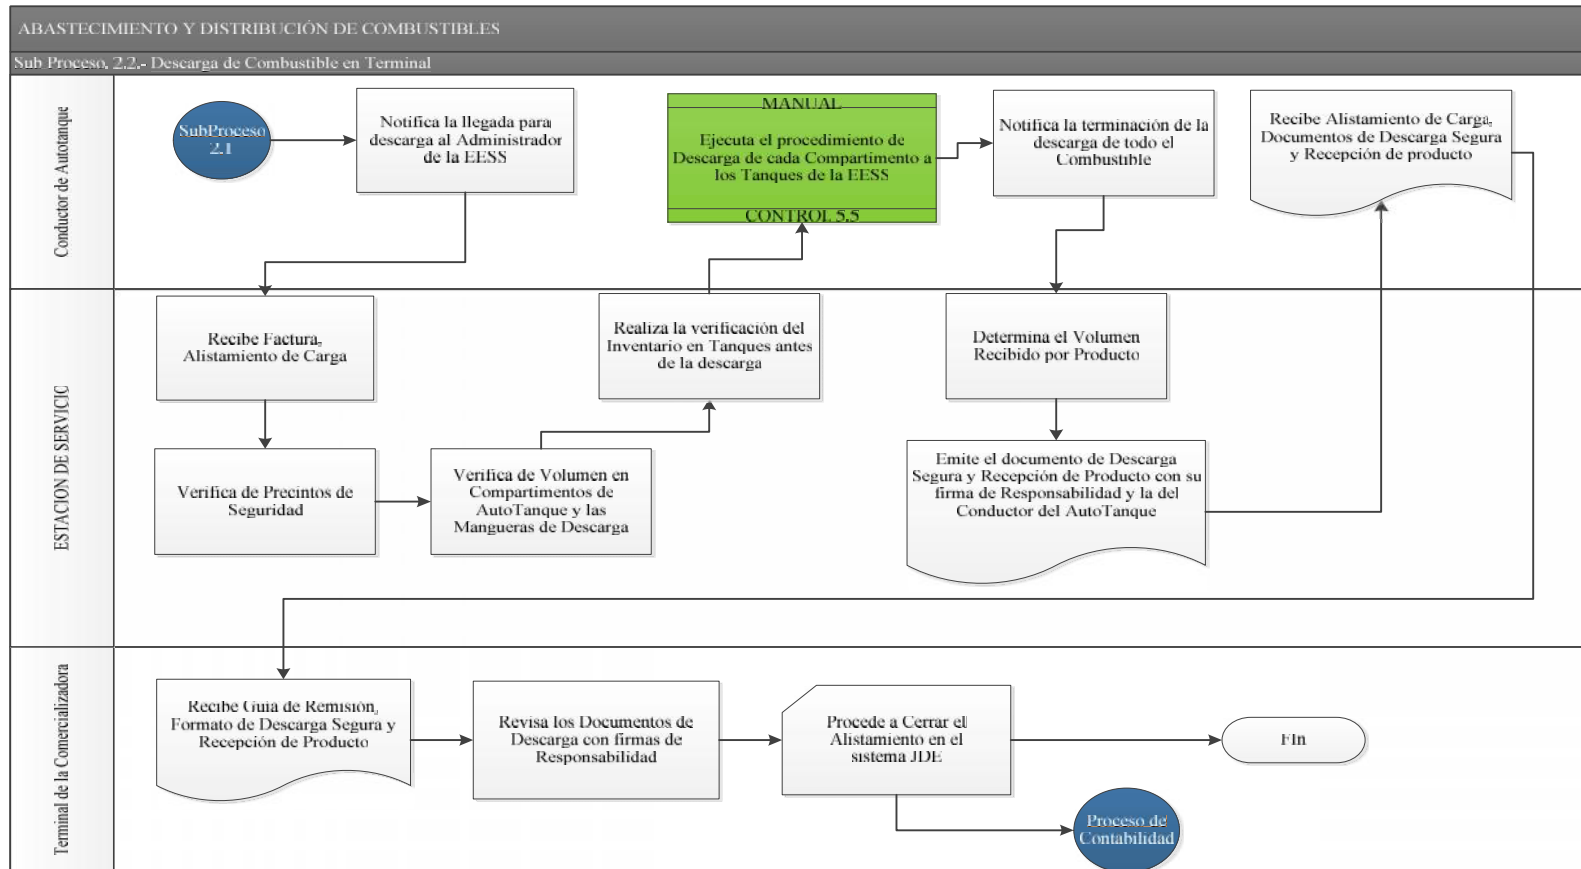 ABASTECIMIENTO Y DISTRIBUCIÓN DE COMBUSTIBLES
Sub Proceso. 2.2.- Descarga de Combustible en Terminal
Conductor de Autotanque
SubProceso
2.1
Notifica la llegada para
descarga al Administrador
de la EESS
MANUAL
Ejecuta el procedimiento de
Descarga de cada Compartimento a
los Tanques de la EESS
CONTROL 5.5
Notifica la terminación de la
descarga de todo el
Combustible
Recibe Alistamiento de Carga,
Documentos de Descarga Segura
y Recepción de producto
ESTACION DE SERVICIO
Recibe Factura,
Alistamiento de Carga
Verifica de Precintos de
Seguridad
Verifica de Volumen en
Compartimentos de
AutoTanque y las
Mangueras de Descarga
Realiza la verificación del
Inventario en Tanques antes
de la descarga
Determina el Volumen
Recibido por Producto
Emite el documento de Descarga
Segura y Recepción de Producto con su
firma de Responsabilidad y la del
Conductor del AutoTanque
Terminal de la Comercializadora
Recibe Guia de Remisión,
Formato de Descarga Segura y
Recepción de Producto
Revisa los Documentos de
Descarga con firmas de
Responsabilidad
Procede a Cerrar el
Alistamiento en el
sistema JDE
Fin
Proceso de
Contabilidad